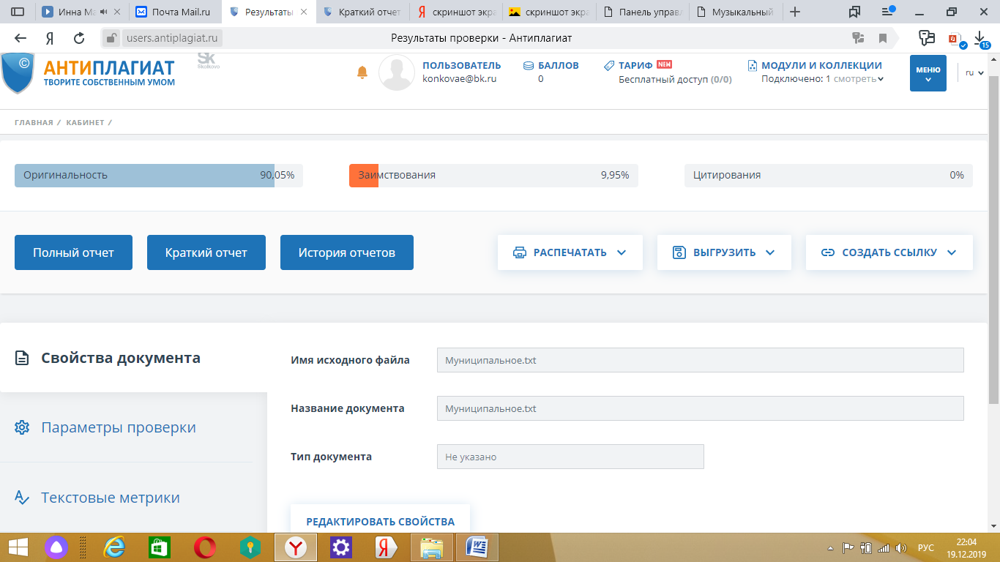 Инна Ма
Почта Mail.ru
Результаты
Краткий отчет
скриншот экра
скриншот экра
Панель управл
Музыкальный
users.antiplagiat.ru
Результаты проверки - Антиплагиат
15
©
АНТИПЛАГИАТ
ТВОРИТЕ СОБСТВЕННЫМ УМОМ
Sk
Skolkovo
ПОЛЬЗОВАТЕЛЬ
konkovae@bk.ru
БАЛЛОВ
0
ТАРИФ NEW
Бесплатный доступ (0/0)
МОДУЛИ И КОЛЛЕКЦИИ
Подключено: 1 смотреть
МЕНЮ
ru
ГЛАВНАЯ / КАБИНЕТ /
Оригинальность 90,05%
Заимствования 9,95%
Цитирования 0%
Полный отчет
Краткий отчет
История отчетов
РАСПЕЧАТАТЬ
ВЫГРУЗИТЬ
СОЗДАТЬ ССЫЛКУ
Свойства документа
Параметры проверки
Текстовые метрики
Имя исходного файла Муниципальное.txt
Название документа Муниципальное.txt
Тип документа Не указано
РЕДАКТИРОВАТЬ СВОЙСТВА
РУС
22:04
19.12.2019